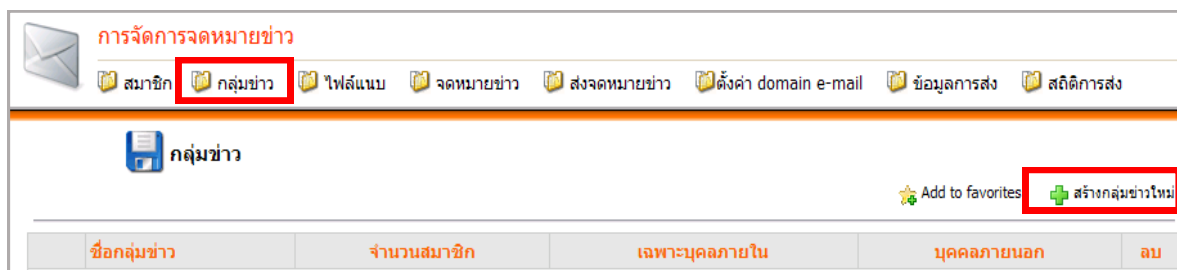 การจัดการจดหมายข่าว
สมาชิก กลุ่มข่าว ไฟล์แนบ จดหมายข่าว ส่งจดหมายข่าว ตั้งค่า domain e-mail ข้อมูลการส่ง สถิติการส่ง
กลุ่มข่าว
Add to favorites สร้างกลุ่มข่าวใหม่
ชื่อกลุ่มข่าว จำนวนสมาชิก เฉพาะบุคลภายใน บุคคลภายนอก ลบ